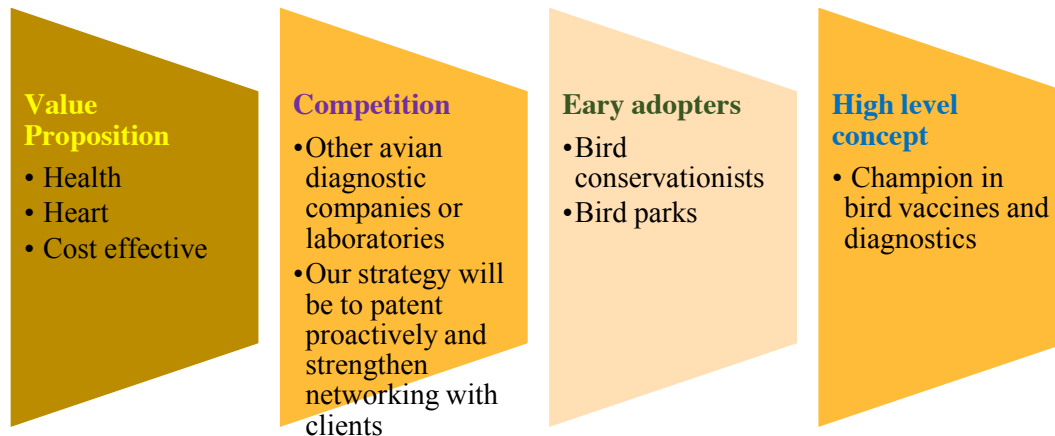 Value
Proposition
• Health
• Heart
• Cost effective
Competition
•Other avian
diagnostic
companies or
laboratories
•Our strategy will
be to patent
proactively and
strengthen
networking with
clients
Eary adopters
•Bird
conservationists
•Bird parks
High level
concept
• Champion in
bird vaccines and
diagnostics